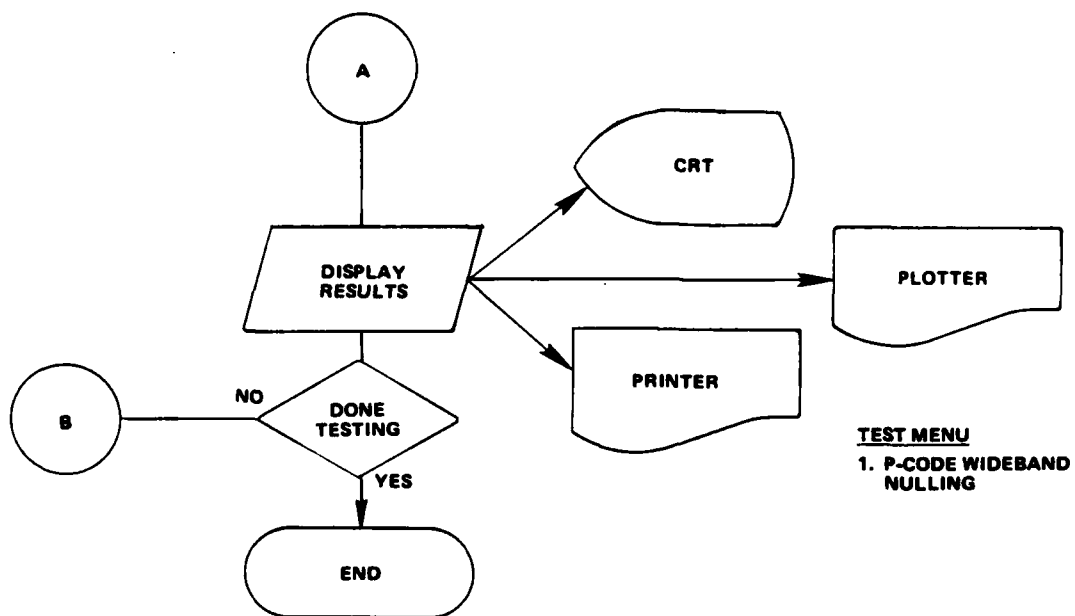 A
CRT
DISPLAY
RESULTS
PLOTTER
PRINTER
NO
B
DONE
TESTING
YES
TEST MENU
1. P-CODE WIDEBAND
NULLING
END